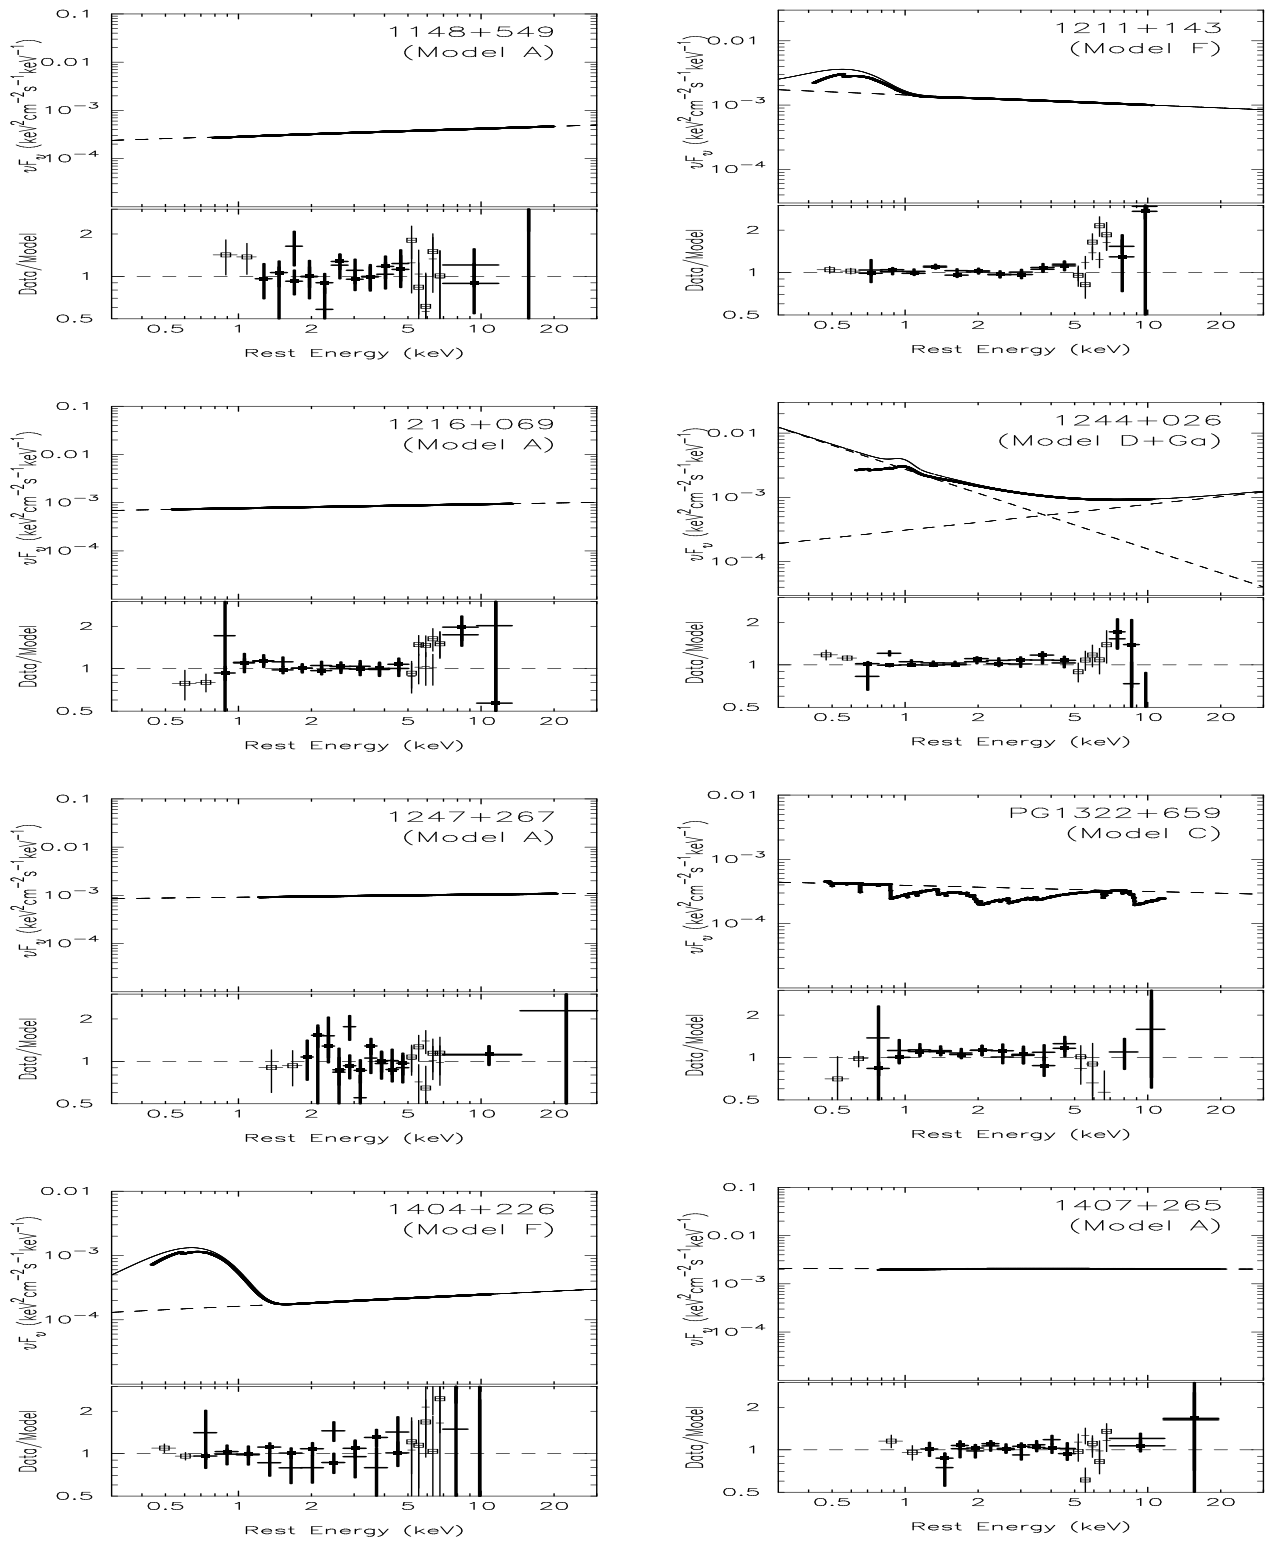 0.1
0.01
10−3
10−4
νFν (keV2cm−2s−1keV−1)
1148+549
(Model A)
2
1
0.5
Data/Model
0.5 1 2 5 10 20
Rest Energy (keV)
0.01
10−3
10−4
νFν (keV2cm−2s−1keV−1)
1211+143
(Model F)
2
1
0.5
Data/Model
0.5 1 2 5 10 20
Rest Energy (keV)
0.1
0.01
10−3
10−4
νFν (keV2cm−2s−1keV−1)
1216+069
(Model A)
2
1
0.5
Data/Model
0.5 1 2 5 10 20
Rest Energy (keV)
0.01
10−3
10−4
νFν (keV2cm−2s−1keV−1)
1244+026
(Model D+Ga)
2
1
0.5
Data/Model
0.5 1 2 5 10 20
Rest Energy (keV)
0.1
0.01
10−3
10−4
νFν (keV2cm−2s−1keV−1)
1247+267
(Model A)
2
1
0.5
Data/Model
0.5 1 2 5 10 20
Rest Energy (keV)
0.01
10−3
10−4
νFν (keV2cm−2s−1keV−1)
PG1322+659
(Model C)
2
1
0.5
Data/Model
0.5 1 2 5 10 20
Rest Energy (keV)
0.01
10−3
10−4
νFν (keV2cm−2s−1keV−1)
1404+226
(Model F)
2
1
0.5
Data/Model
0.5 1 2 5 10 20
Rest Energy (keV)
0.1
0.01
10−3
10−4
νFν (keV2cm−2s−1keV−1)
1407+265
(Model A)
2
1
0.5
Data/Model
0.5 1 2 5 10 20
Rest Energy (keV)